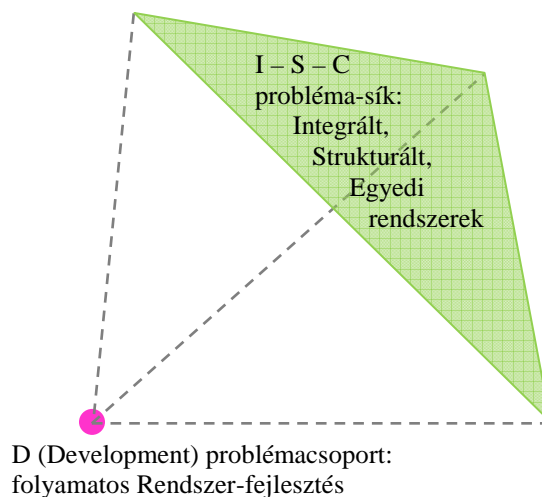 I – S – C
probléma-sík:
Integrált,
Strukturált,
Egyedi
rendszerek
D (Development) problémacsoport:
folyamatos Rendszer-fejlesztés